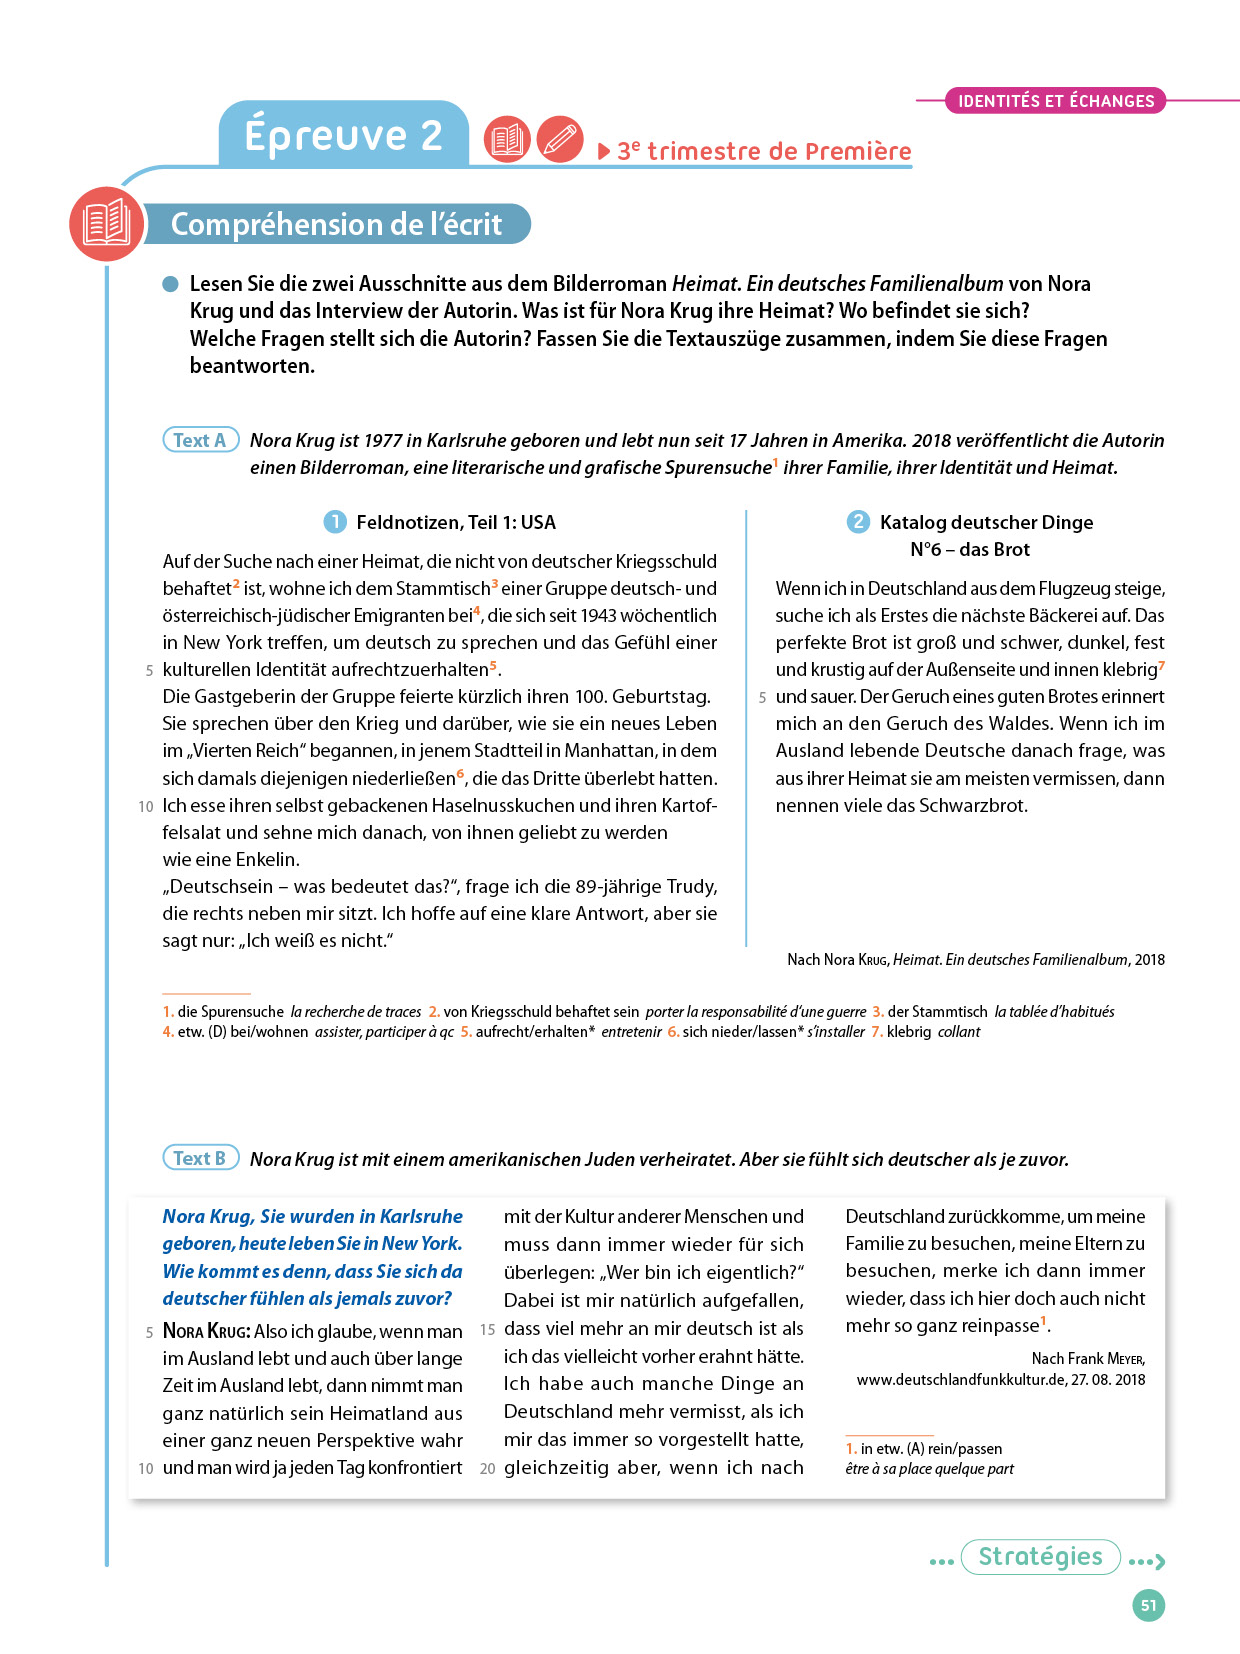 IDENTITÉS ET ÉCHANGES
Épreuve 2
3e trimestre de Première
Compréhension de l'écrit
Lesen Sie die zwei Ausschnitte aus dem Bilderroman Heimat. Ein deutsches Familienalbum von Nora
Krug und das Interview der Autorin. Was ist für Nora Krug ihre Heimat? Wo befindet sie sich?
Welche Fragen stellt sich die Autorin? Fassen Sie die Textauszüge zusammen, indem Sie diese Fragen
beantworten.
Text A
Nora Krug ist 1977 in Karlsruhe geboren und lebt nun seit 17 Jahren in Amerika. 2018 veröffentlicht die Autorin
einen Bilderroman, eine literarische und grafische Spurensuche1 ihrer Familie, ihrer Identität und Heimat.
1 Feldnotizen, Teil 1: USA
Auf der Suche nach einer Heimat, die nicht von deutscher Kriegsschuld
behaftet2 ist, wohne ich dem Stammtisch3 einer Gruppe deutsch- und
österreichisch-jüdischer Emigranten bei4, die sich seit 1943 wöchentlich
in New York treffen, um deutsch zu sprechen und das Gefühl einer
5 kulturellen Identität aufrechtzuerhalten5.
Die Gastgeberin der Gruppe feierte kürzlich ihren 100. Geburtstag.
Sie sprechen über den Krieg und darüber, wie sie ein neues Leben
im „Vierten Reich“ begannen, in jenem Stadtteil in Manhattan, in dem
sich damals diejenigen niederließen6, die das Dritte überlebt hatten.
10 Ich esse ihren selbst gebackenen Haselnusskuchen und ihren Kartof-
felsalat und sehne mich danach, von ihnen geliebt zu werden
wie eine Enkelin.
„Deutschsein – was bedeutet das?“, frage ich die 89-jährige Trudy,
die rechts neben mir sitzt. Ich hoffe auf eine klare Antwort, aber sie
sagt nur: „Ich weiß es nicht.“
2 Katalog deutscher Dinge
N°6 – das Brot
Wenn ich in Deutschland aus dem Flugzeug steige,
suche ich als Erstes die nächste Bäckerei auf. Das
perfekte Brot ist groß und schwer, dunkel, fest
und krustig auf der Außenseite und innen klebrig7
5 und sauer. Der Geruch eines guten Brotes erinnert
mich an den Geruch des Waldes. Wenn ich im
Ausland lebende Deutsche danach frage, was
aus ihrer Heimat sie am meisten vermissen, dann
nennen viele das Schwarzbrot.
Nach Nora KRUG, Heimat. Ein deutsches Familienalbum, 2018
1. die Spurensuche la recherche de traces 2. von Kriegsschuld behaftet sein porter la responsabilité d'une guerre 3. der Stammtisch la tablée d'habitués
4. etw. (D) bei/wohnen assister, participer à qc 5. aufrecht/erhalten* entretenir 6. sich nieder/lassen* s'installer 7. klebrig collant
Text B
Nora Krug ist mit einem amerikanischen Juden verheiratet. Aber sie fühlt sich deutscher als je zuvor.
Nora Krug, Sie wurden in Karlsruhe
geboren, heute leben Sie in New York.
Wie kommt es denn, dass Sie sich da
deutscher fühlen als jemals zuvor?
5 NORA KRUG: Also ich glaube, wenn man
im Ausland lebt und auch über lange
Zeit im Ausland lebt, dann nimmt man
ganz natürlich sein Heimatland aus
einer ganz neuen Perspektive wahr
10 und man wird ja jeden Tag konfrontiert
mit der Kultur anderer Menschen und
muss dann immer wieder für sich
überlegen: „Wer bin ich eigentlich?“
Dabei ist mir natürlich aufgefallen,
15 dass viel mehr an mir deutsch ist als
ich das vielleicht vorher erahnt hätte.
Ich habe auch manche Dinge an
Deutschland mehr vermisst, als ich
mir das immer so vorgestellt hatte,
20 gleichzeitig aber, wenn ich nach
Deutschland zurückkomme, um meine
Familie zu besuchen, meine Eltern zu
besuchen, merke ich dann immer
wieder, dass ich hier doch auch nicht
mehr so ganz reinpasse1.
Nach Frank MEYER,
www.deutschlandfunkkultur.de, 27. 08. 2018
1. in etw. (A) rein/passen
être à sa place quelque part
Stratégies
51